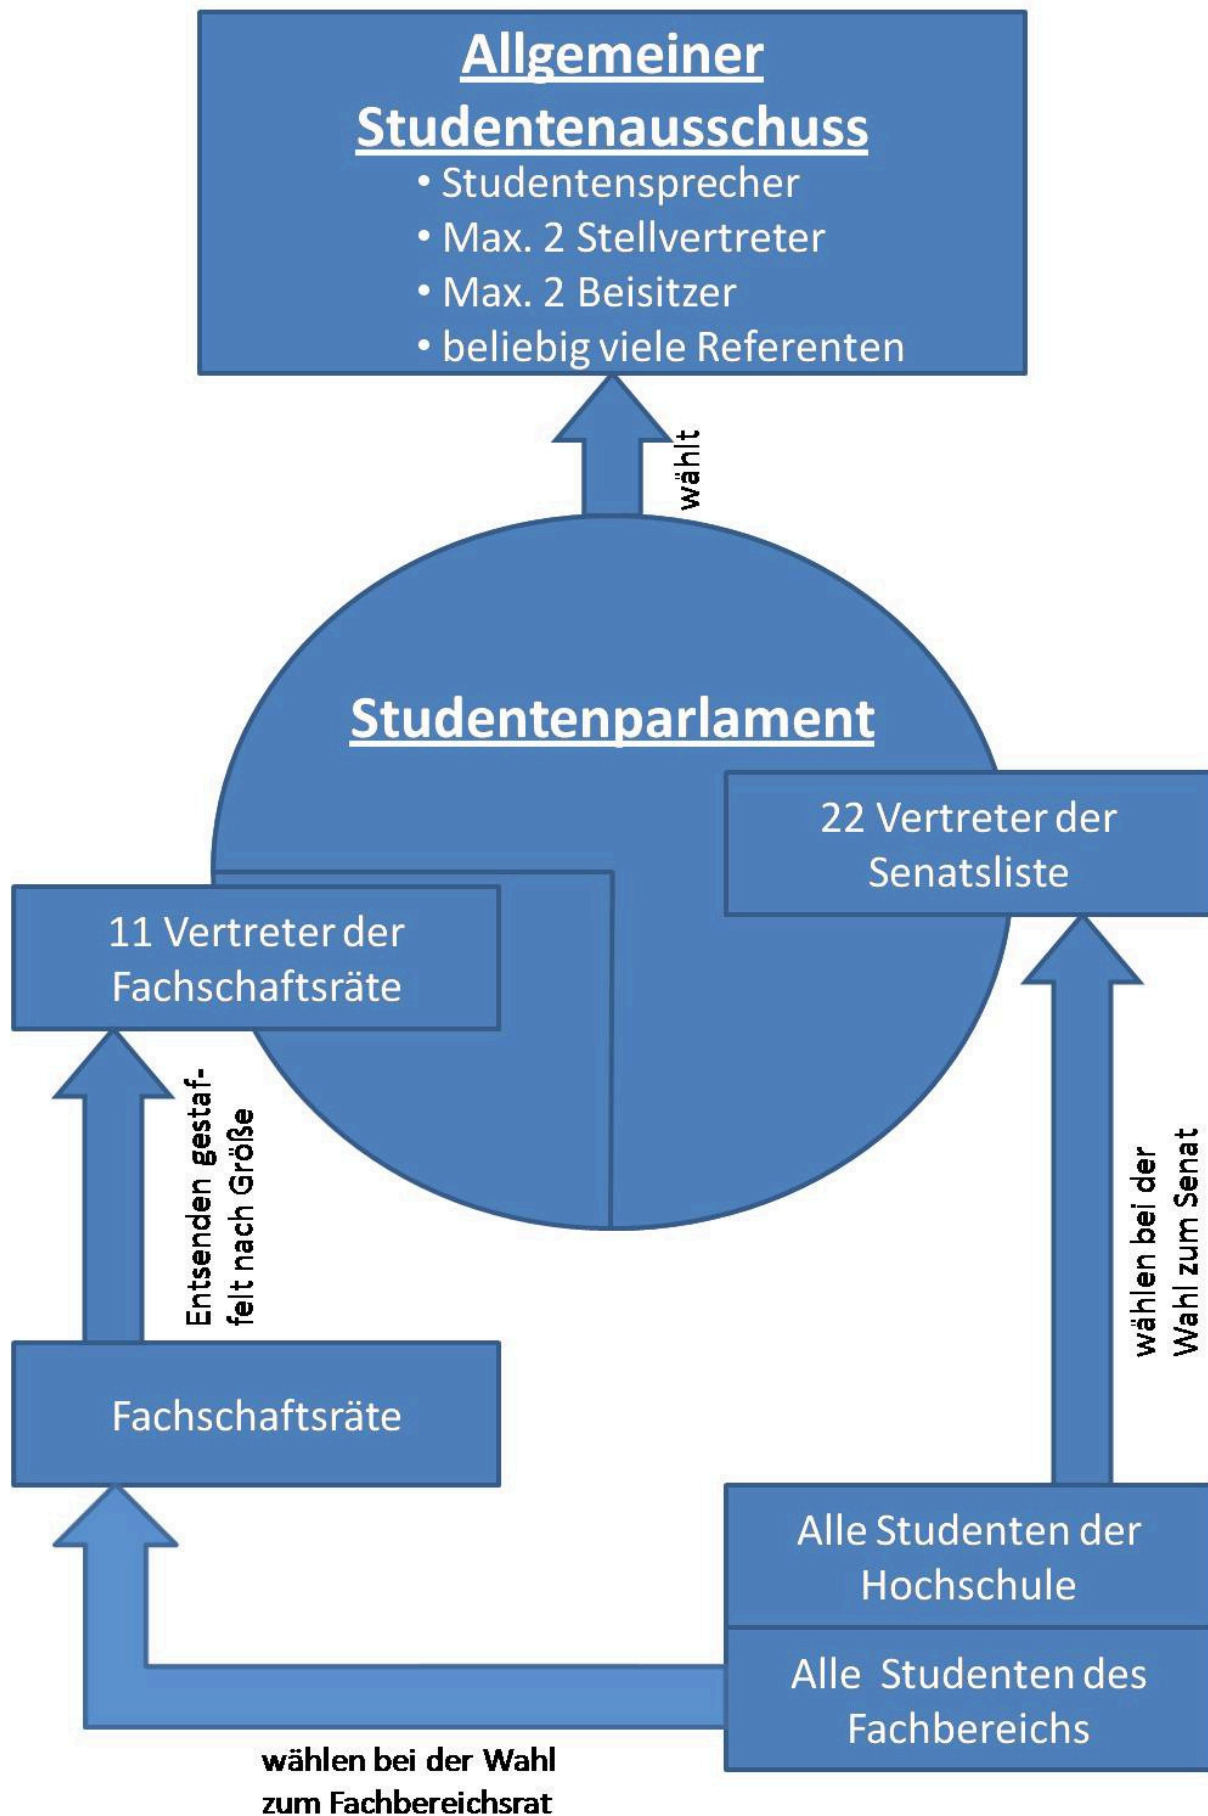 Allgemeiner
Studentenausschuss
• Studentensprecher
• Max. 2 Stellvertreter
• Max. 2 Beisitzer
• beliebig viele Referenten
wählt
Studentenparlament
22 Vertreter der
Senatsliste
11 Vertreter der
Fachschaftsräte
Entsenden gestaf-
felt nach Größe
wählen bei der
Wahl zum Senat
Fachschaftsräte
Alle Studenten der
Hochschule
Alle Studenten des
Fachbereichs
wählen bei der Wahl
zum Fachbereichsrat